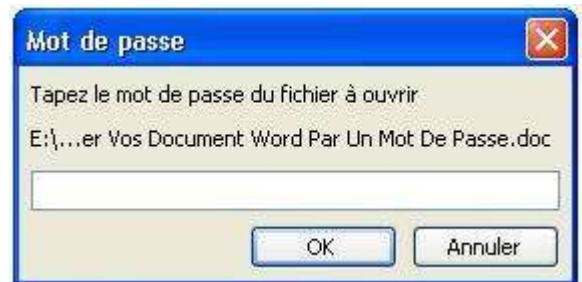 Mot de passe
Tapez le mot de passe du fichier à ouvrir
E:\...er Vos Document Word Par Un Mot De Passe.doc
OK
Annuler